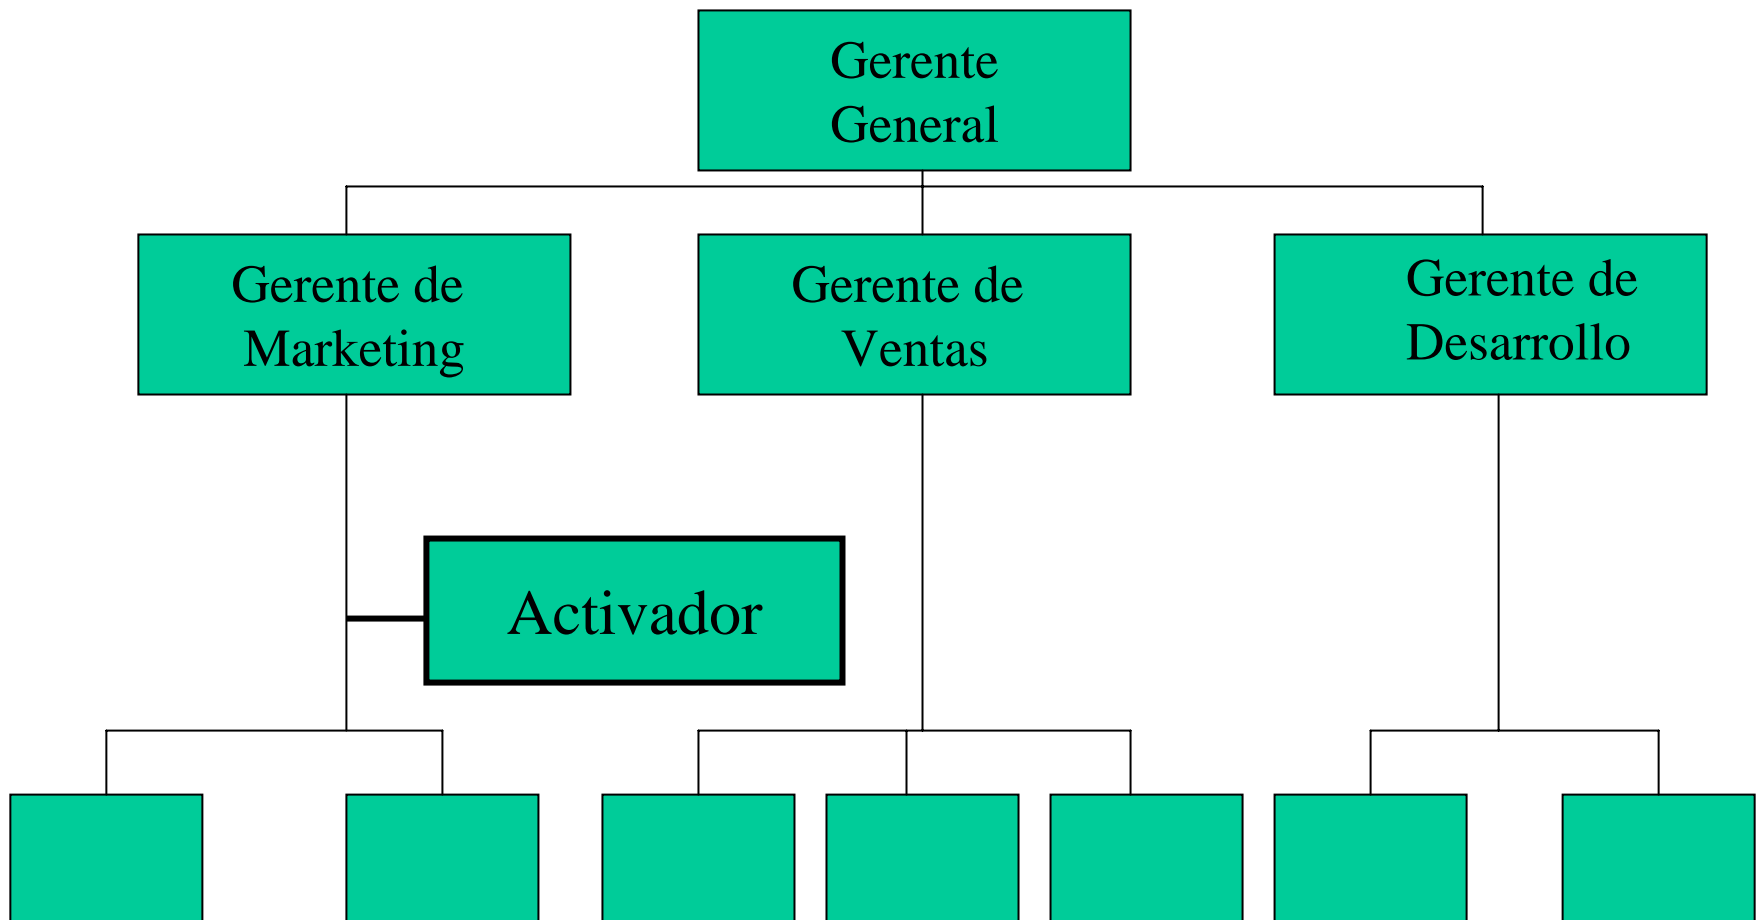 Gerente
General
Gerente de
Marketing
Gerente de
Ventas
Gerente de
Desarrollo
Activador